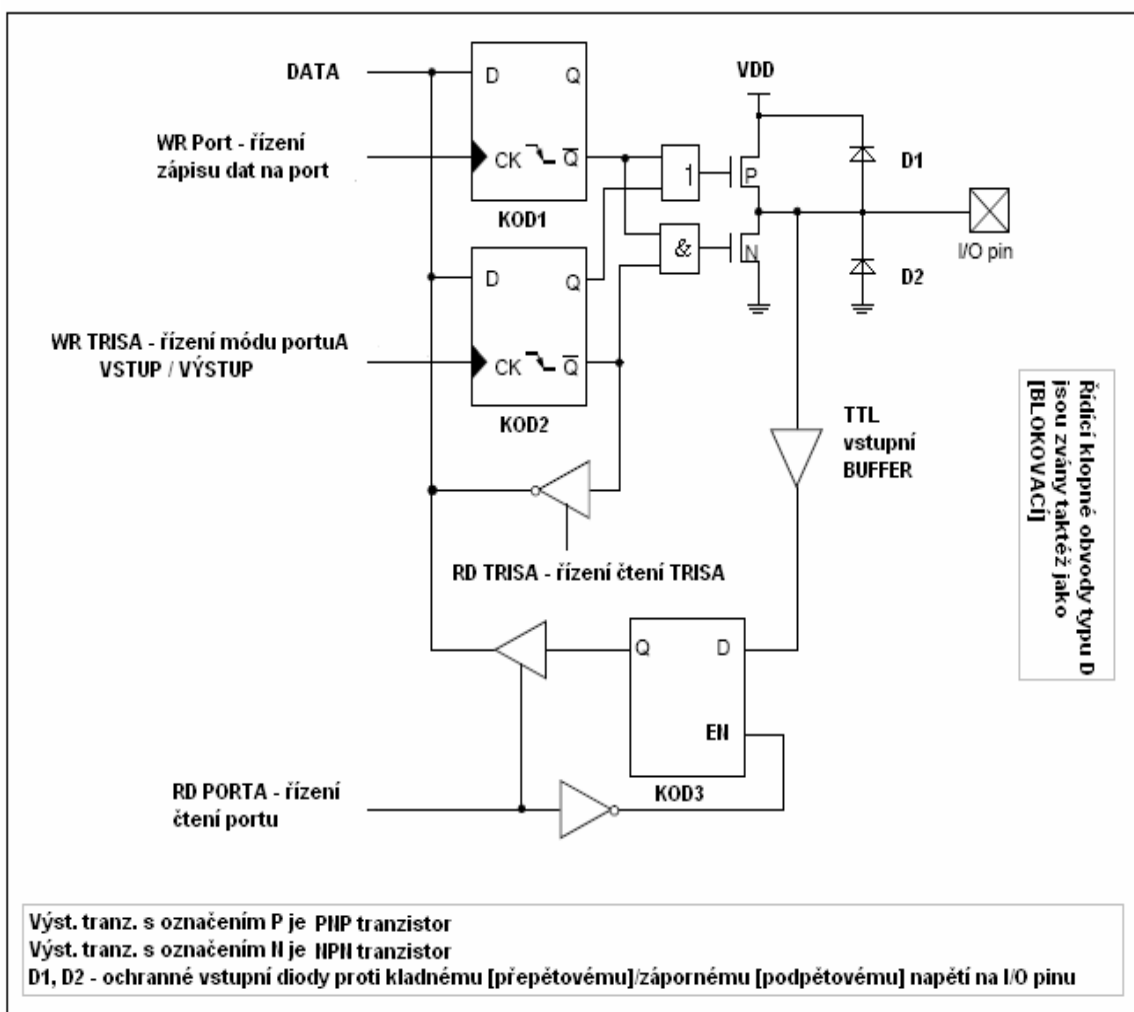 DATA
D Q
VDD
WR Port - řízení
zápisu dat na port
CK Q
1
P
D1
KOD1
&
N
I/O pin
D Q
D2
WR TRISA - řízení módu portuA
VSTUP / VÝSTUP
CK Q
KOD2
TTL
vstupní
BUFFER
Řídící klopné obvody typu D
jsou zvány taktéž jako
[BLOKOVACÍ]
RD TRISA - řízení čtení TRISA
Q D
EN
KOD3
RD PORTA - řízení
čtení portu
Výst. tranz. s označením P je PNP tranzistor
Výst. tranz. s označením N je NPN tranzistor
D1, D2 - ochranné vstupní diody proti kladnému [přepěťovému]/zápornému [podpěťovému] napětí na I/O pinu